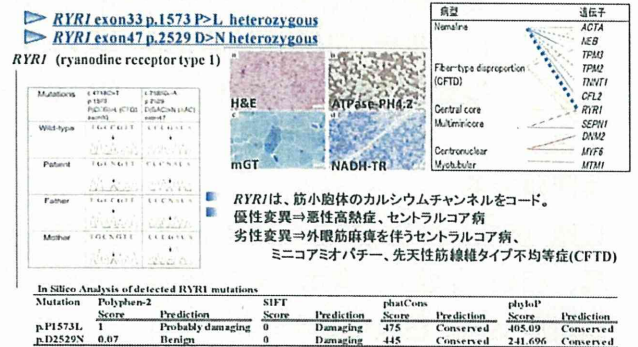 RYR1 exon33 p.1573 P>L heterozygous
RYR1 exon47 p.2529 D>N heterozygous
RYR1 (ryanodine receptor type 1)
Mutations
p.1573
p.2529
Wild-type
Patient
Father
Mother
H&E
ATPase-PH4.2
mGT
NADH-TR
病型 遺伝子
Nemaline
Fiber-type disproportion
(CFTD)
Central core
Multiminicore
Centronuclear
Myotubular
ACTA
NEB
TPM3
TPM2
TNNT1
CFL2
RYR1
SEPN1
DNM2
MYF6
MTM1
RYR1は、筋小胞体のカルシウムチャンネルをコード。
優性変異⇒悪性高熱症、セントラルコア病
劣性変異⇒外眼筋麻痺を伴うセントラルコア病、
ミニコアミオパチー、先天性筋線維タイプ不均等症(CFTD)
In Silico Analysis of detected RYR1 mutations
Mutation Polyphen-2 SIFT phatCons phyloP
Score Prediction Score Prediction Score Prediction Score Prediction
p.P1573L 1 Probably damaging 0 Damaging 475 Conserved 405.09 Conserved
p.D2529N 0.07 Benign 0 Damaging 445 Conserved 241.696 Conserved